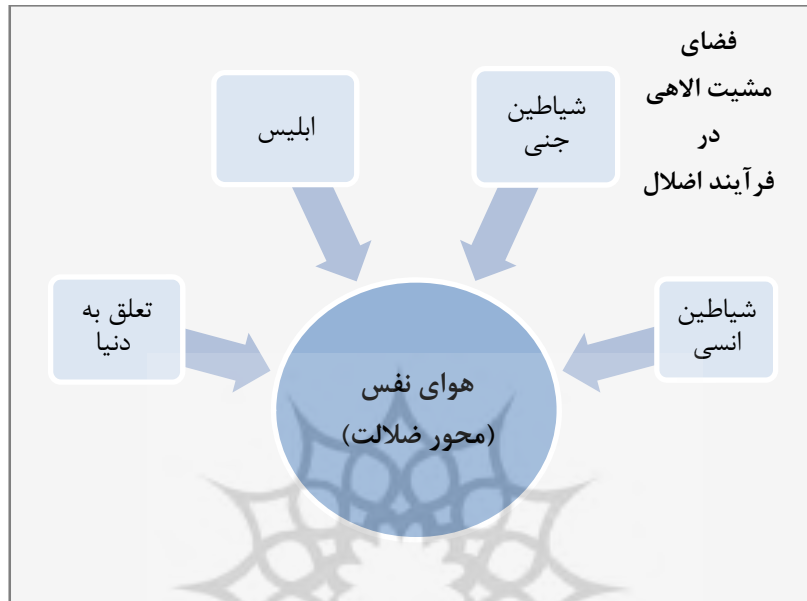 فضای
مشیت الاهی
در
فرآیند اضلال
شیاطین
جنی
ابلیس
شیاطین
انسی
تعلق به
دنیا
هوای نفس
(محور ضلالت)